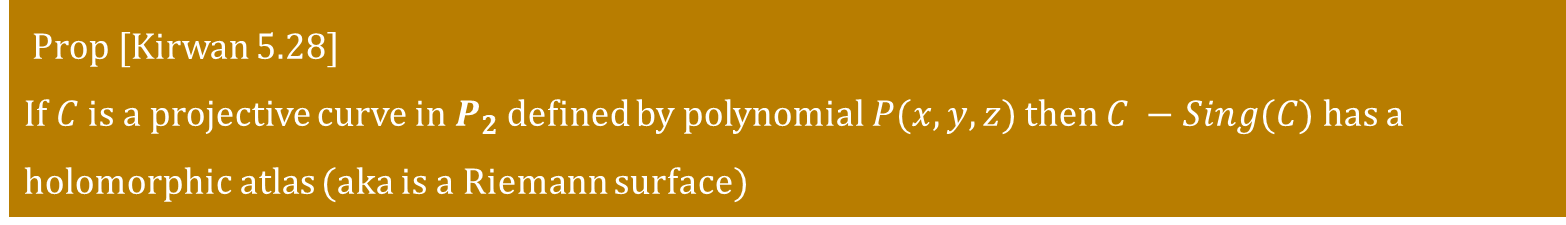 Prop [Kirwan 5.28]
If C is a projective curve in P₂ defined by polynomial P(x, y, z) then C − Sing(C) has a
holomorphic atlas (aka is a Riemann surface)